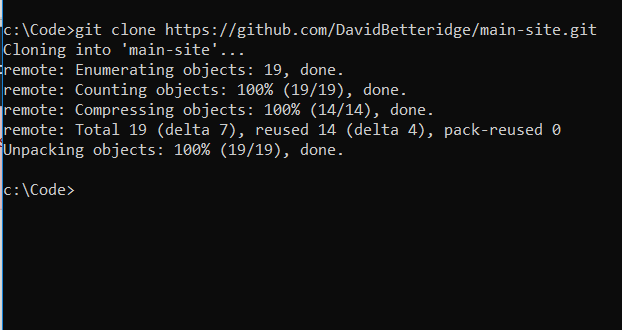 c:\Code>git clone https://github.com/DavidBetteridge/main-site.git
Cloning into 'main-site'...
remote: Enumerating objects: 19, done.
remote: Counting objects: 100% (19/19), done.
remote: Compressing objects: 100% (14/14), done.
remote: Total 19 (delta 7), reused 14 (delta 4), pack-reused 0
Unpacking objects: 100% (19/19), done.
c:\Code>